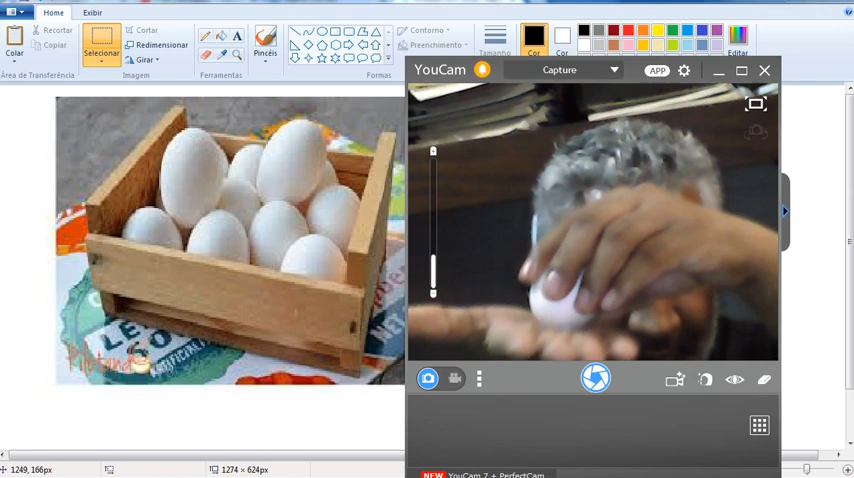 Home
Exibir
Colar
Recortar
Copiar
Área de Transferência
Selecionar
Cortar
Redimensionar
Girar
Imagem
A
Ferramentas
Pincéis
Formas
Contorno
Preenchimento
Tamanho
Cor
Cor
Editar
YouCam
Capture
APP
NEW YouCam 7 + PerfectCam
1249, 166px
1274 × 624px